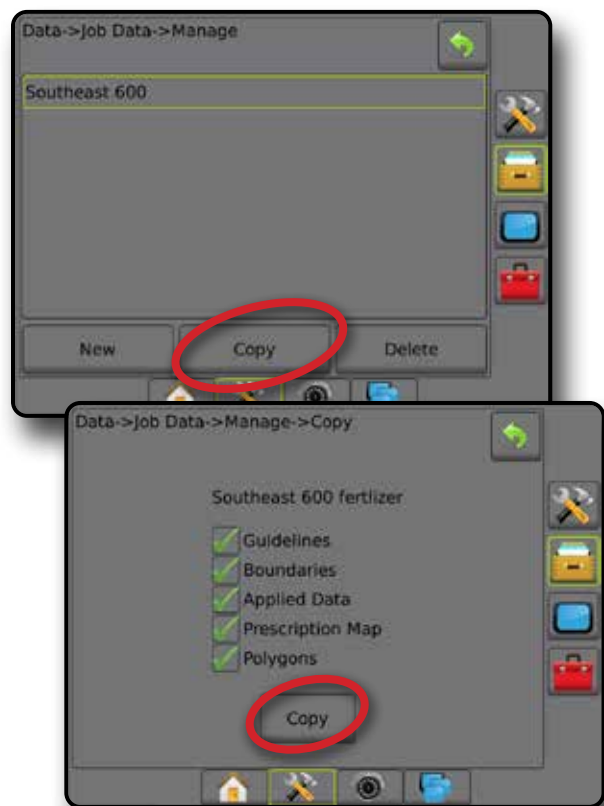 Data->Job Data->Manage
Southeast 600
New Copy Delete
Data->Job Data->Manage->Copy
Southeast 600 fertlizer
Guidelines
Boundaries
Applied Data
Prescription Map
Polygons
Copy